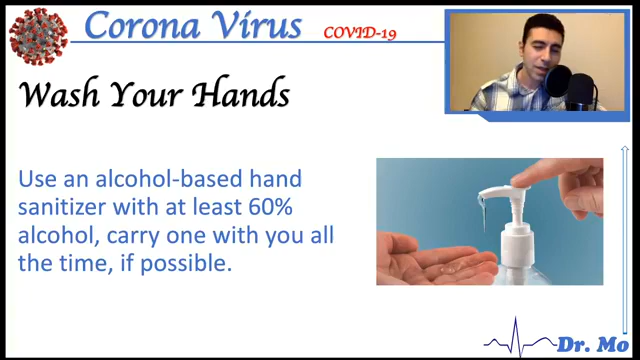 Corona Vírus COVID-19
Wash Your Hands
Use an alcohol-based hand
sanitizer with at least 60%
alcohol, carry one with you all
the time, if possible.
Dr. Mo